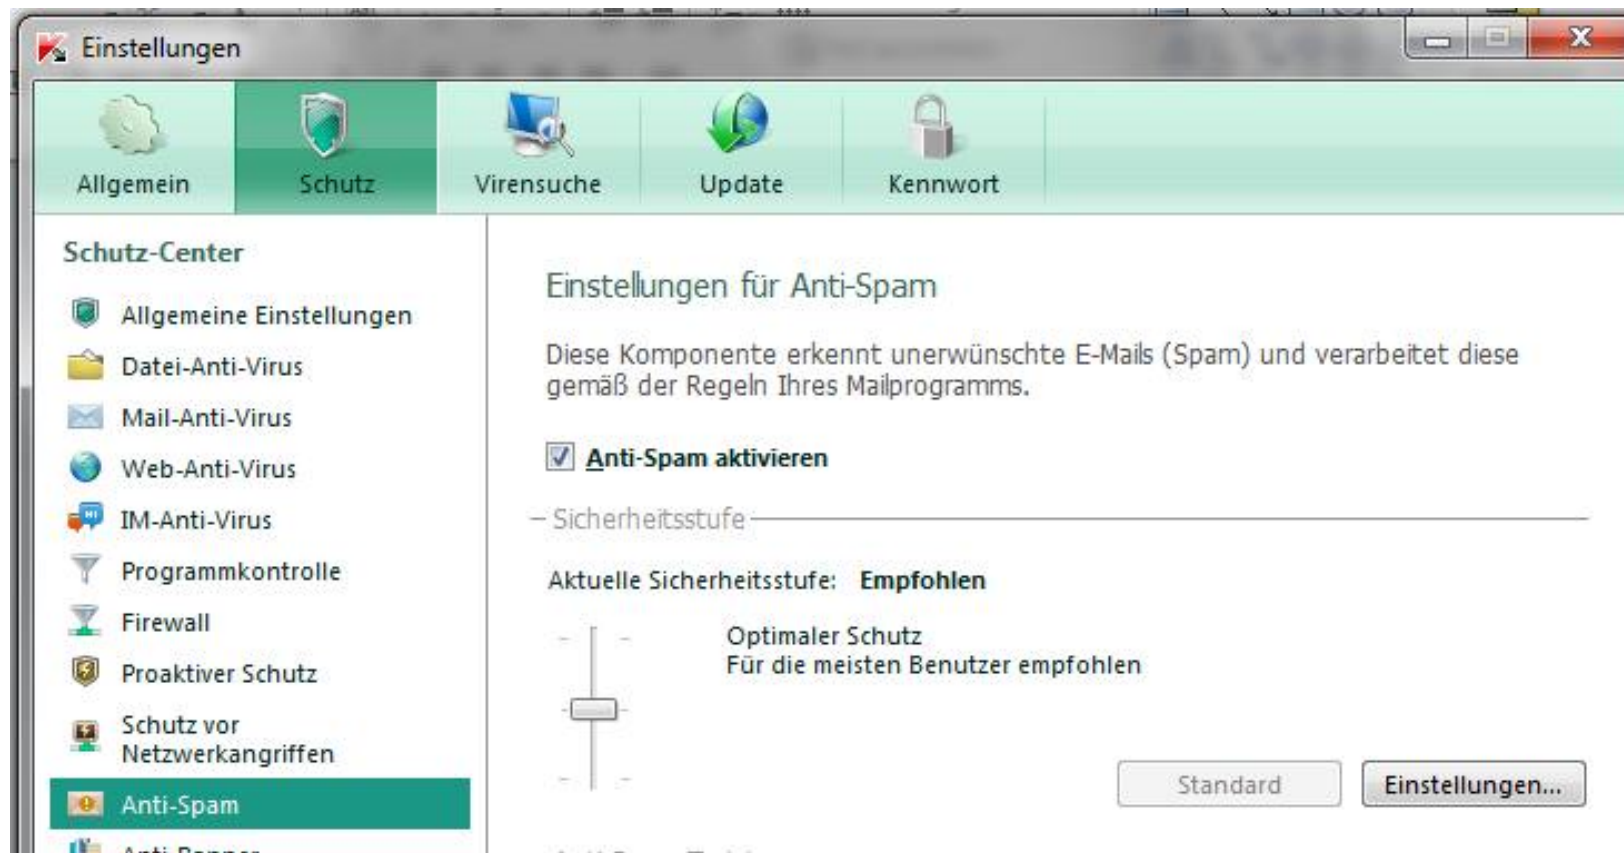 Einstellungen
Allgemein
Schutz
Virensuche
Update
Kennwort
Schutz-Center
Allgemeine Einstellungen
Datei-Anti-Virus
Mail-Anti-Virus
Web-Anti-Virus
IM-Anti-Virus
Programmkontrolle
Firewall
Proaktiver Schutz
Schutz vor
Netzwerkangriffen
Anti-Spam
Einstellungen für Anti-Spam
Diese Komponente erkennt unerwünschte E-Mails (Spam) und verarbeitet diese
gemäß der Regeln Ihres Mailprogramms.
Anti-Spam aktivieren
Sicherheitsstufe
Aktuelle Sicherheitsstufe: Empfohlen
Optimaler Schutz
Für die meisten Benutzer empfohlen
Standard
Einstellungen...